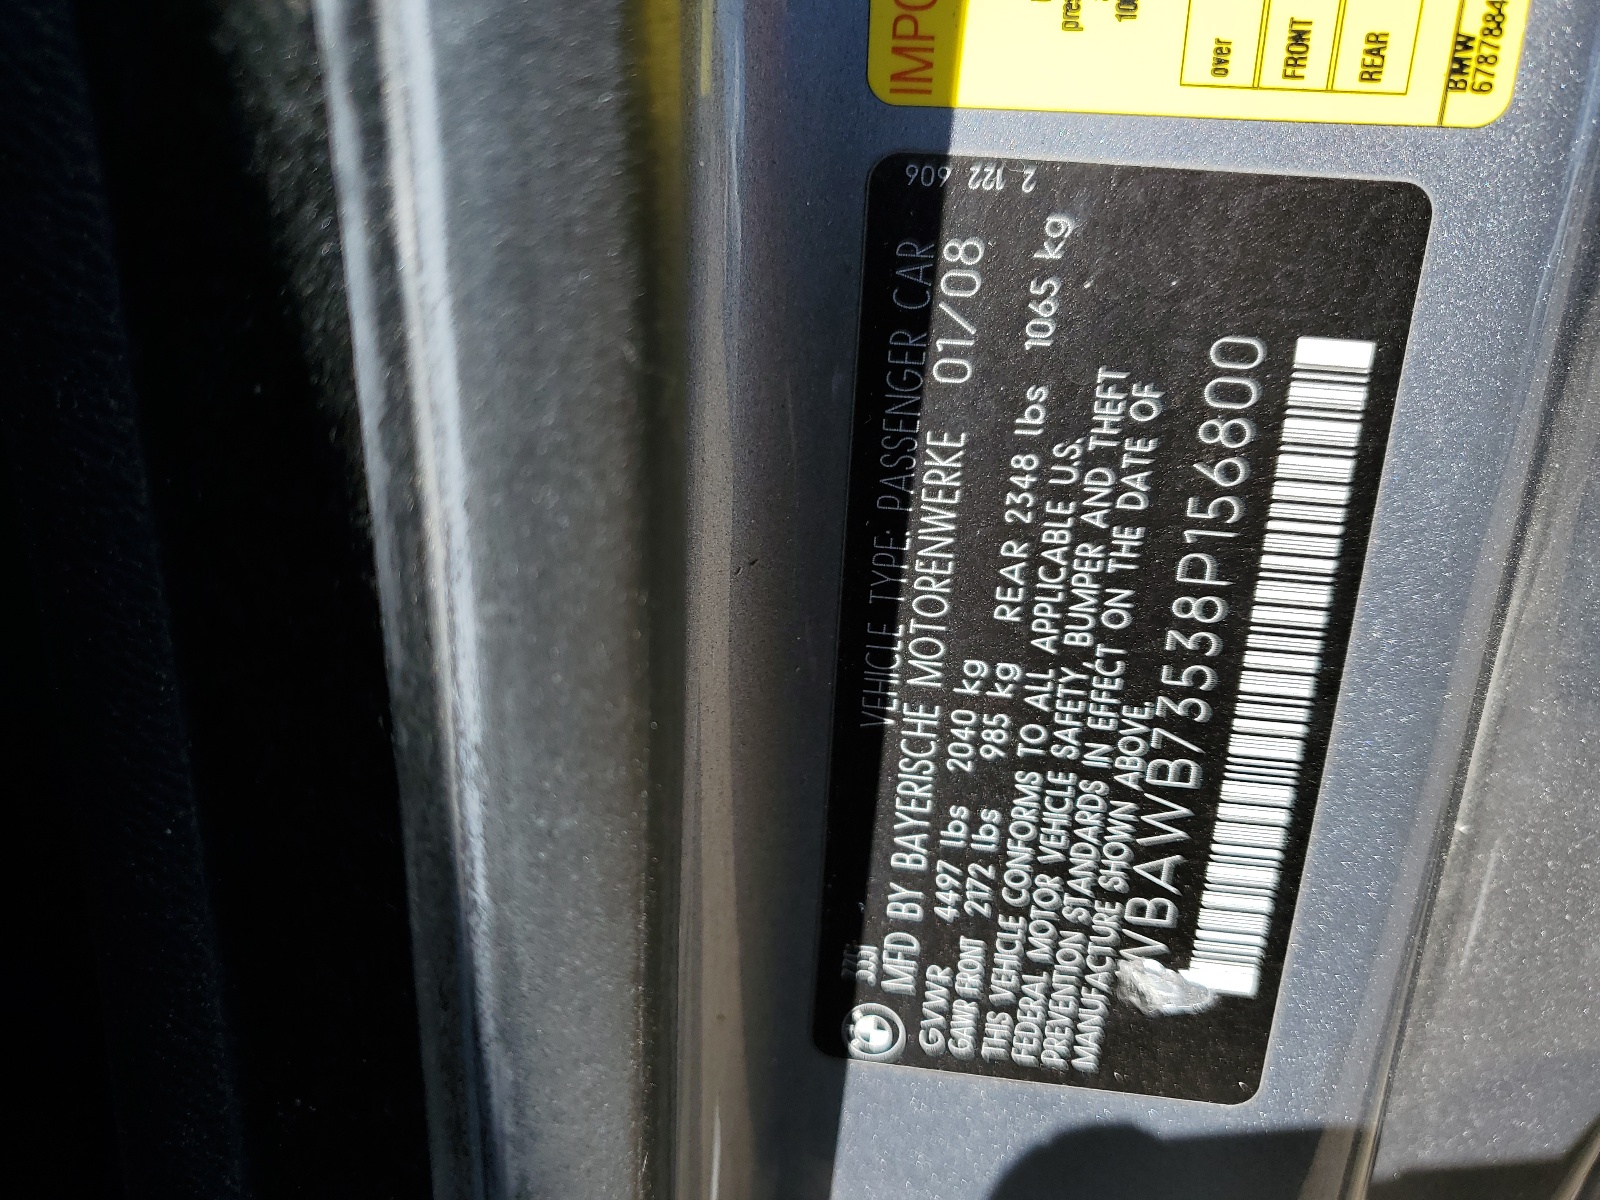 VEHICLE TYPE: PASSENGER CAR
MFD BY BAYERISCHE MOTORENWERKE 01/08
GVWR 4497 lbs 2040 kg
GAWR FRONT 2172 lbs 985 kg REAR 2348 lbs 1065 kg
THIS VEHICLE CONFORMS TO ALL APPLICABLE U.S.
FEDERAL MOTOR VEHICLE SAFETY, BUMPER AND THEFT
PREVENTION STANDARDS IN EFFECT ON THE DATE OF
MANUFACTURE SHOWN ABOVE.
WBAWB73538P156800
2 122 606
over
FRONT
REAR
BMW